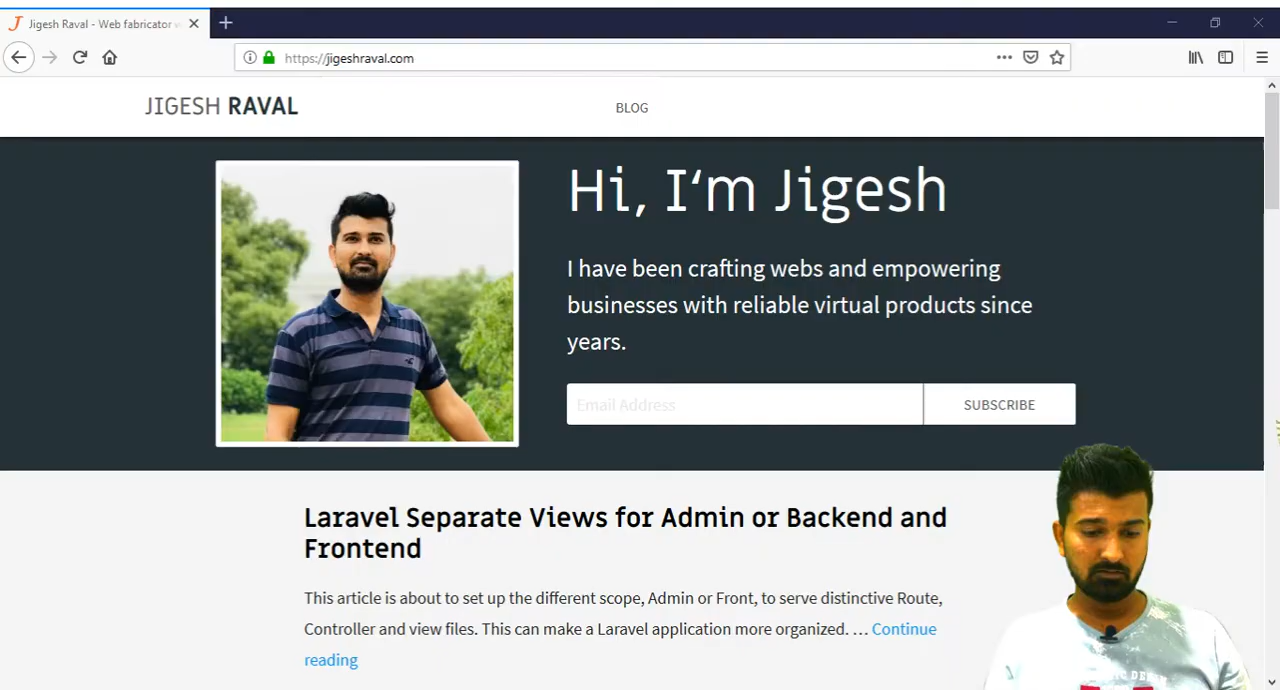 Jigesh Raval - Web fabricator
https://jigeshraval.com
JIGESH RAVAL
BLOG
Hi, I‘m Jigesh
I have been crafting webs and empowering
businesses with reliable virtual products since
years.
Email Address
SUBSCRIBE
Laravel Separate Views for Admin or Backend and
Frontend
This article is about to set up the different scope, Admin or Front, to serve distinctive Route,
Controller and view files. This can make a Laravel application more organized. … Continue
reading